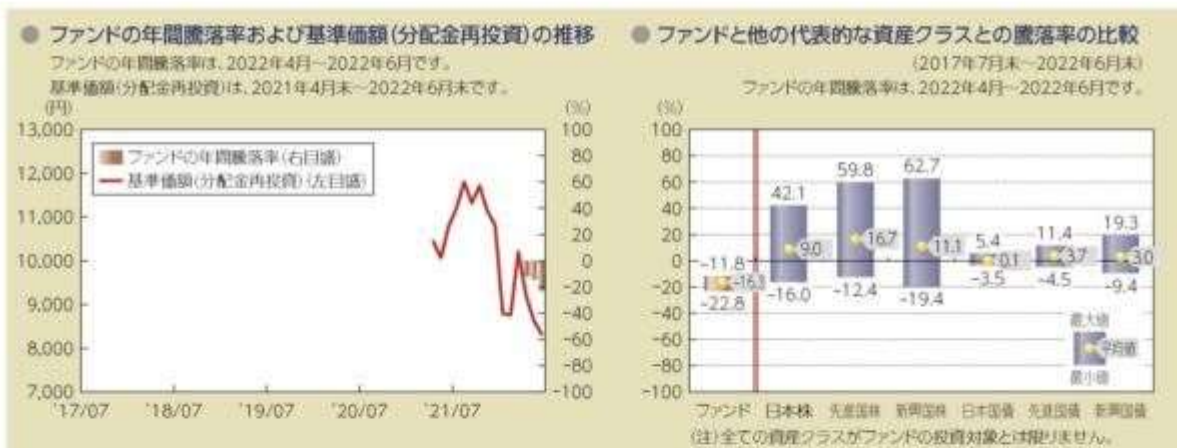 ● ファンドの年間騰落率および基準価額(分配金再投資)の推移
ファンドの年間騰落率は、2022年4月〜2022年6月です。
基準価額(分配金再投資)は、2021年4月末〜2022年6月末です。
(円)
(%)
13,000
12,000
11,000
10,000
9,000
8,000
7,000
100
80
60
40
20
0
-20
-40
-60
-80
-100
ファンドの年間騰落率(右目盛)
基準価額(分配金再投資)(左目盛)
'17/07 '18/07 '19/07 '20/07 '21/07
● ファンドと他の代表的な資産クラスとの騰落率の比較
(2017年7月末〜2022年6月末)
ファンドの年間騰落率は、2022年4月〜2022年6月です。
(%)
100
80
60
40
20
0
-20
-40
-60
-80
-100
42.1 59.8 62.7 5.4 11.4 19.3
9.0 16.7 11.1 0.1 3.7 3.0
-11.8
-16.0 -12.4 -19.4 -3.5 -4.5 -9.4
-22.8
最大値
平均値
最小値
ファンド 日本株 先進国株 新興国株 日本国債 先進国債 新興国債
(注)全ての資産クラスがファンドの投資対象とは限りません。